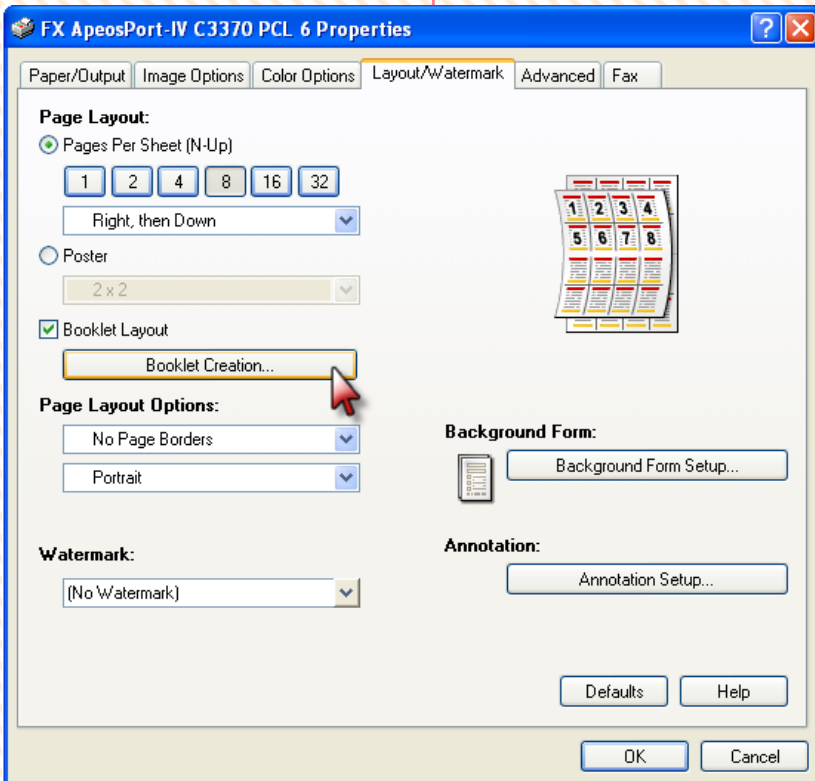 FX ApeosPort-IV C3370 PCL 6 Properties
Paper/Output Image Options Color Options Layout/Watermark Advanced Fax
Page Layout:
Pages Per Sheet (N-Up)
1 2 4 8 16 32
Right, then Down
Poster
2 x 2
Booklet Layout
Booklet Creation...
Page Layout Options:
No Page Borders
Portrait
Watermark:
(No Watermark)
1 2 3 4
5 6 7 8
Background Form:
Background Form Setup...
Annotation:
Annotation Setup...
Defaults Help
OK Cancel